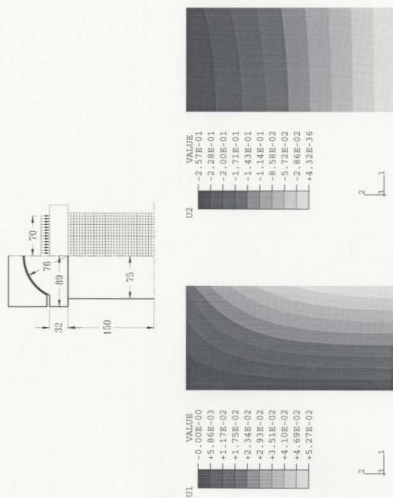 70
76
89
32
75
150
U2 VALUE
-2.57E-01
-2.28E-01
-2.00E-01
-1.71E-01
-1.43E-01
-1.14E-01
-8.58E-02
-5.72E-02
-2.86E-02
+4.32E-36
2
3 1
U1 VALUE
-0.00E-00
+5.86E-03
+1.17E-02
+1.75E-02
+2.34E-02
+2.93E-02
+3.51E-02
+4.10E-02
+4.69E-02
+5.27E-02
2
3 1